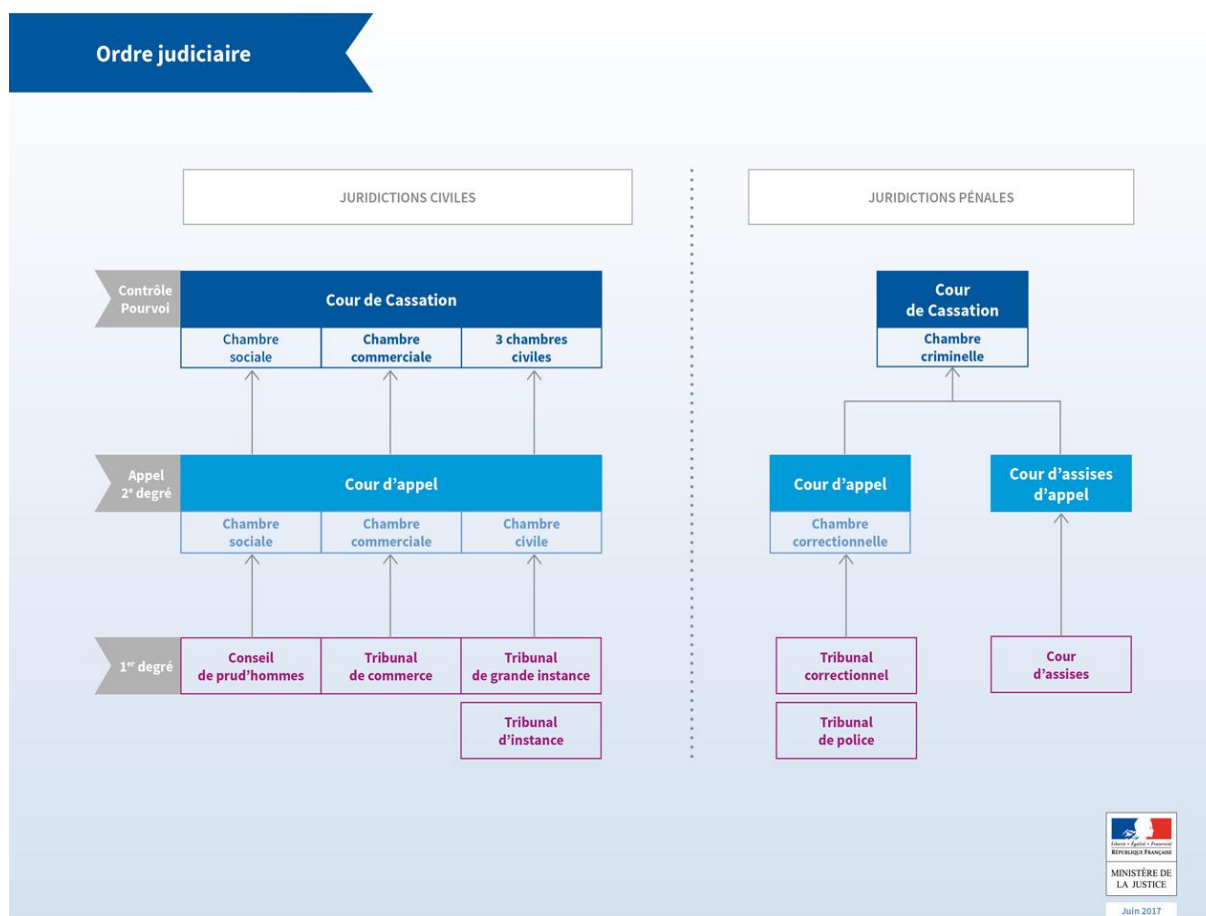 Ordre judiciaire
JURIDICTIONS CIVILES
JURIDICTIONS PÉNALES
Contrôle
Pourvoi
Cour de Cassation
Chambre
sociale
Chambre
commerciale
3 chambres
civiles
Cour
de Cassation
Chambre
criminelle
Appel
2e degré
Cour d'appel
Chambre
sociale
Chambre
commerciale
Chambre
civile
Cour d'appel
Chambre
correctionnelle
Cour d'assises
d'appel
1er degré
Conseil
de prud'hommes
Tribunal
de commerce
Tribunal
de grande instance
Tribunal
d'instance
Tribunal
correctionnel
Tribunal
de police
Cour
d'assises
Liberté • Égalité • Fraternité
RÉPUBLIQUE FRANÇAISE
MINISTÈRE DE
LA JUSTICE
Juin 2017